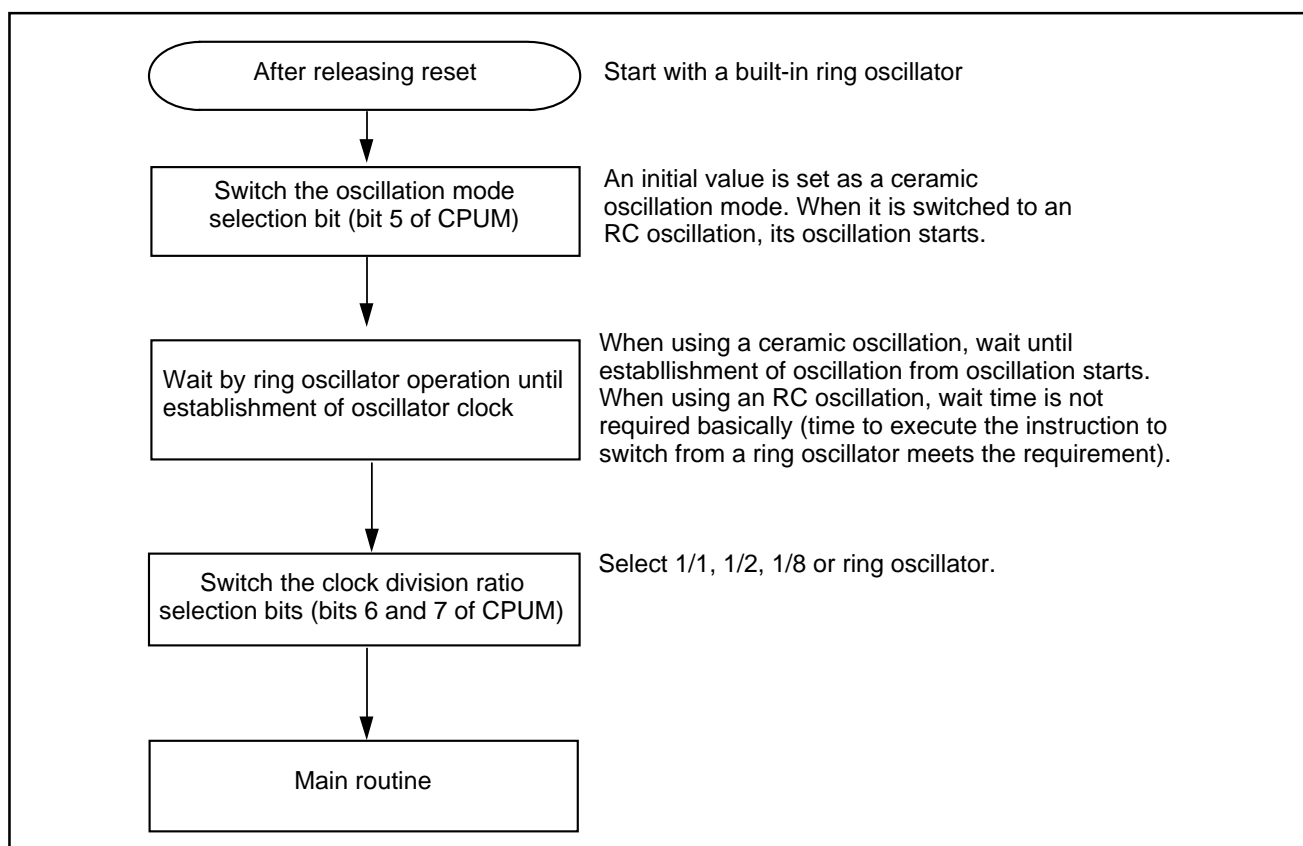 After releasing reset
Start with a built-in ring oscillator
Switch the oscillation mode
selection bit (bit 5 of CPUM)
An initial value is set as a ceramic
oscillation mode. When it is switched to an
RC oscillation, its oscillation starts.
Wait by ring oscillator operation until
establishment of oscillator clock
When using a ceramic oscillation, wait until
establlishment of oscillation from oscillation starts.
When using an RC oscillation, wait time is not
required basically (time to execute the instruction to
switch from a ring oscillator meets the requirement).
Switch the clock division ratio
selection bits (bits 6 and 7 of CPUM)
Select 1/1, 1/2, 1/8 or ring oscillator.
Main routine